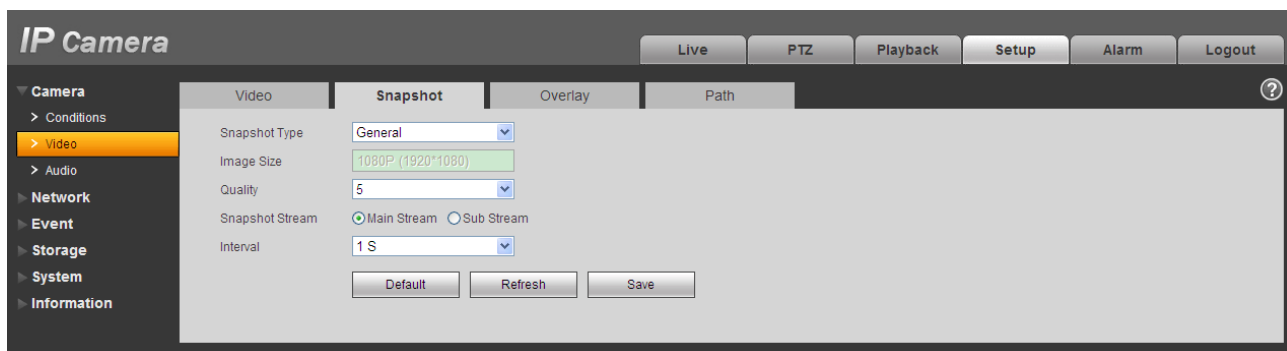 IP Camera
Live PTZ Playback Setup Alarm Logout
Camera
Video Snapshot Overlay Path ?
> Conditions
> Video
> Audio
Network
Event
Storage
System
Information
Snapshot Type General
Image Size 1080P (1920*1080)
Quality 5
Snapshot Stream Main Stream Sub Stream
Interval 1 S
Default Refresh Save